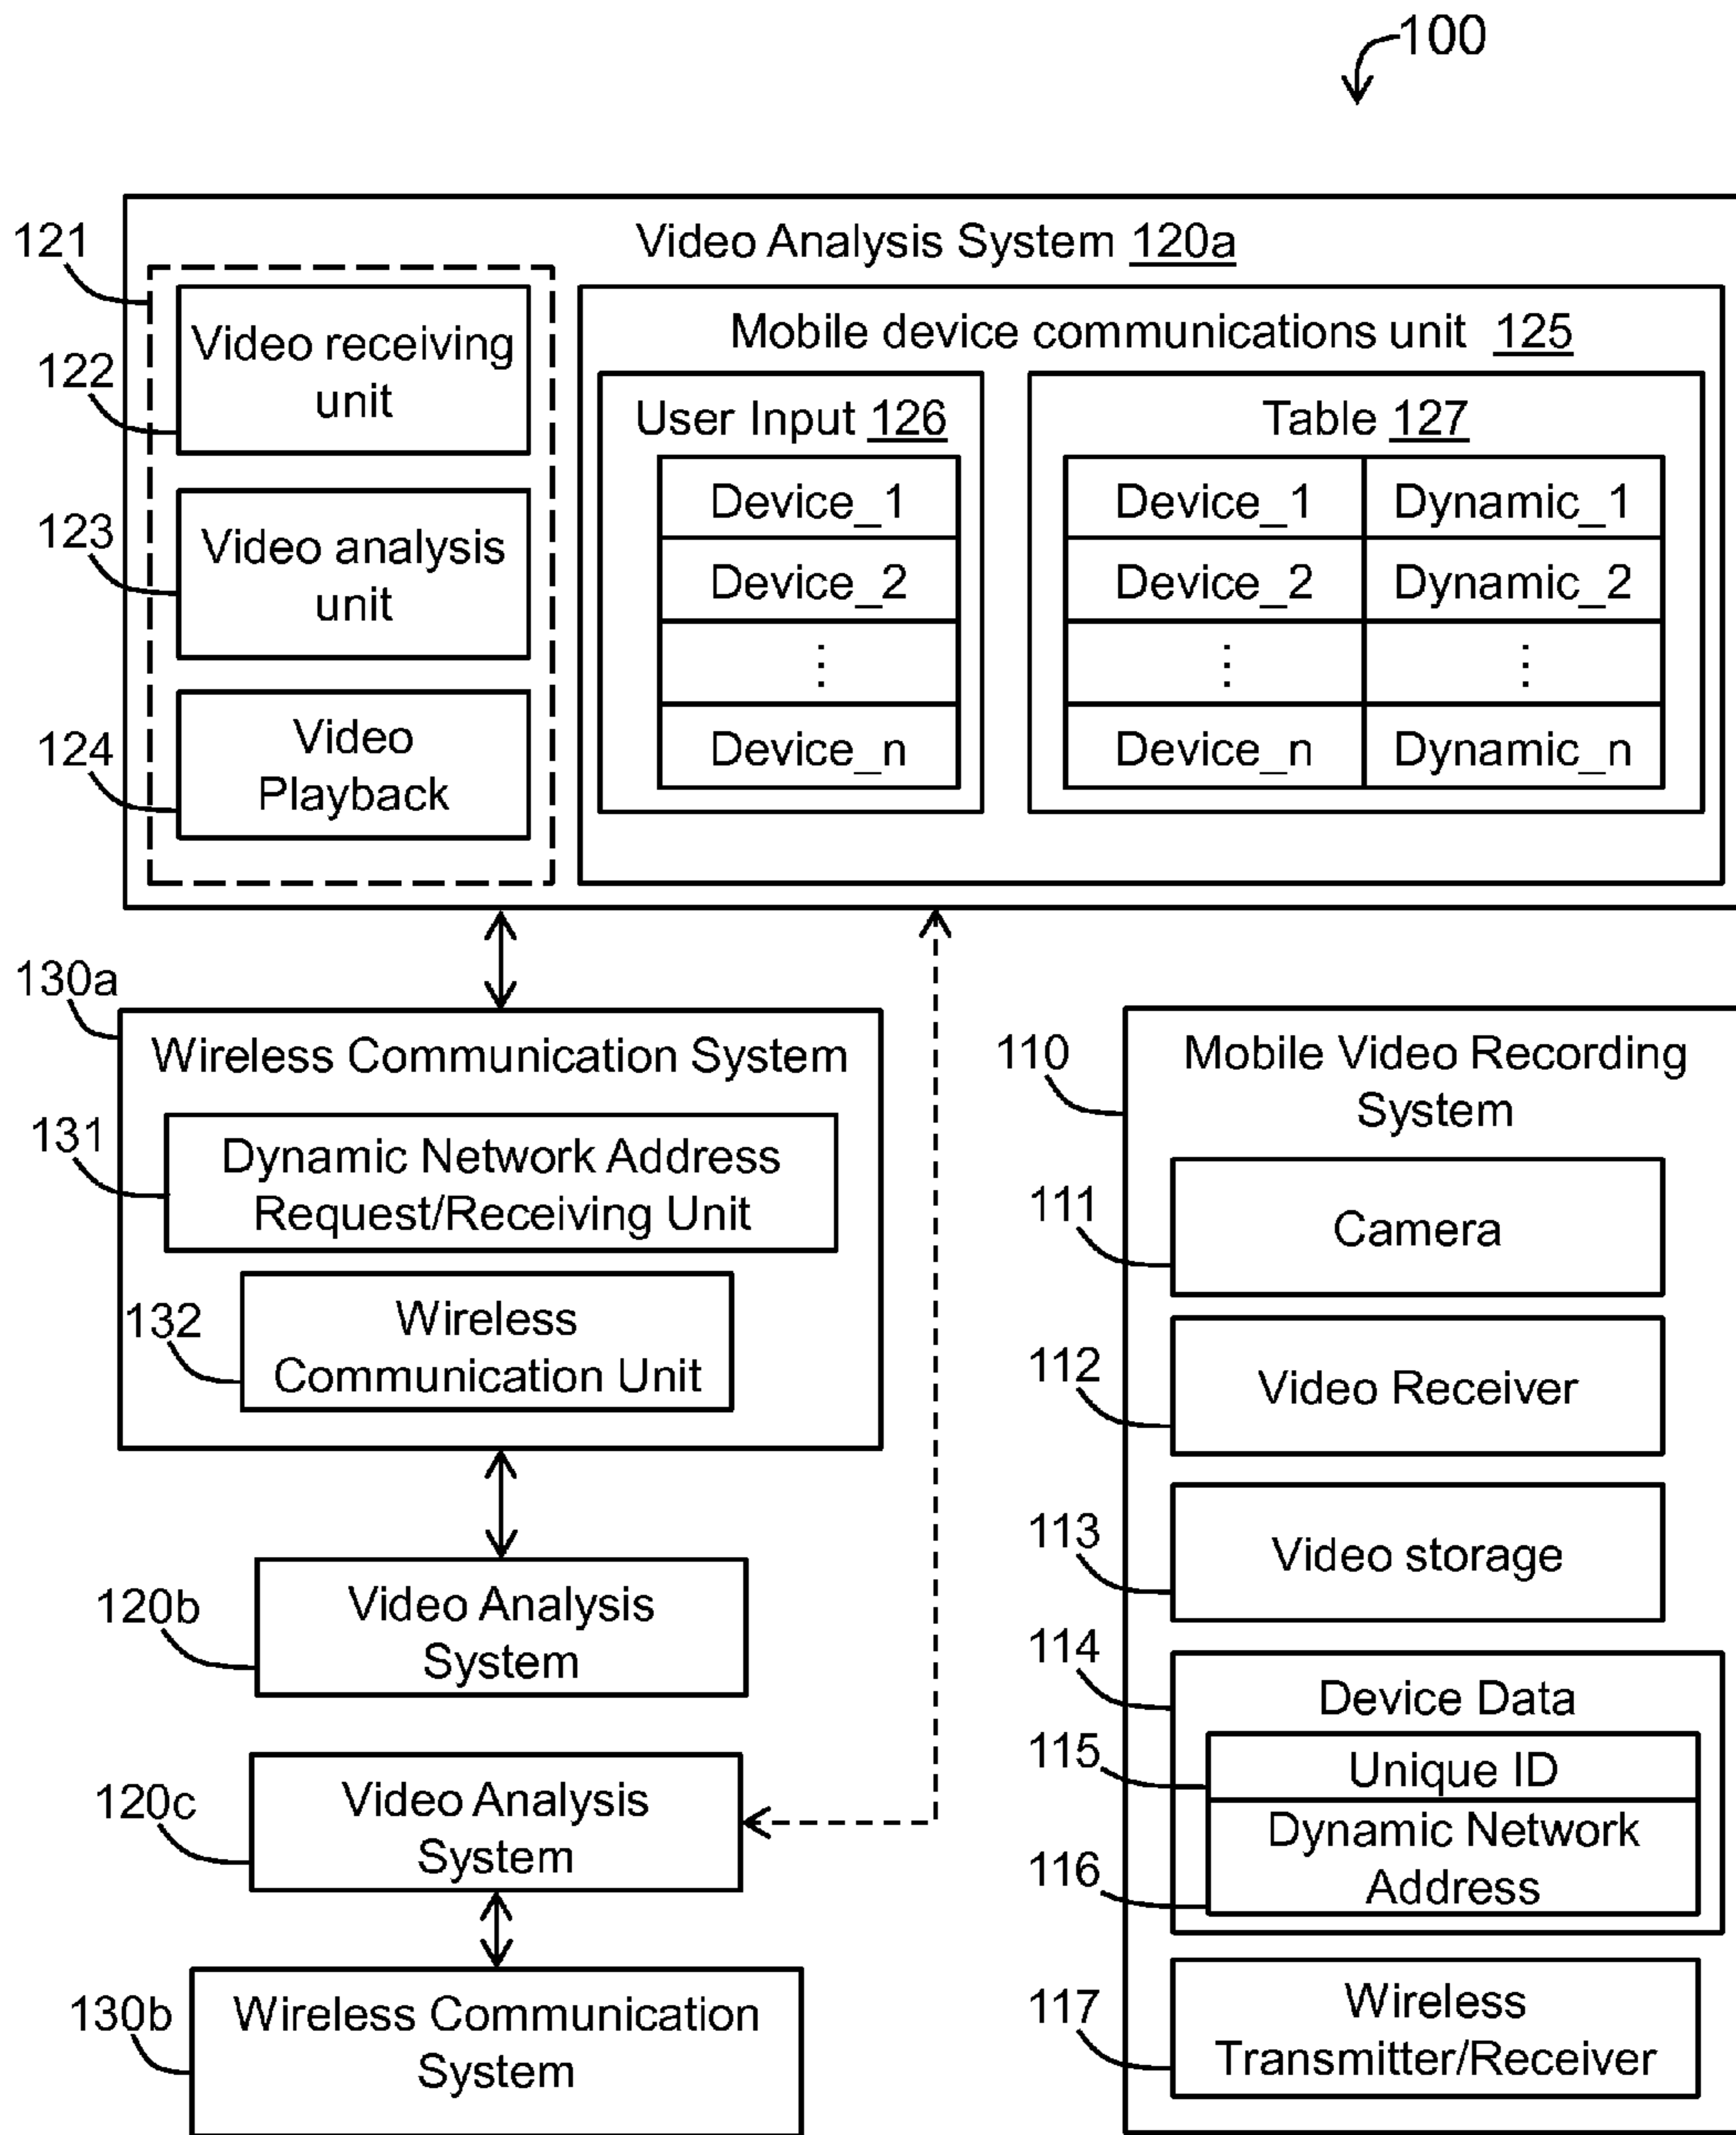 100
Video Analysis System 120a
121
Video receiving
unit
122
Video analysis
unit
123
Video
Playback
124
Mobile device communications unit 125
User Input 126
Device_1
Device_2
⋮
Device_n
Table 127
Device_1 Dynamic_1
Device_2 Dynamic_2
⋮ ⋮
Device_n Dynamic_n
130a
Wireless Communication System
131
Dynamic Network Address
Request/Receiving Unit
132
Wireless
Communication Unit
120b
Video Analysis
System
120c
Video Analysis
System
130b
Wireless Communication
System
110
Mobile Video Recording
System
111
Camera
112
Video Receiver
113
Video storage
114
Device Data
115
Unique ID
116
Dynamic Network
Address
117
Wireless
Transmitter/Receiver